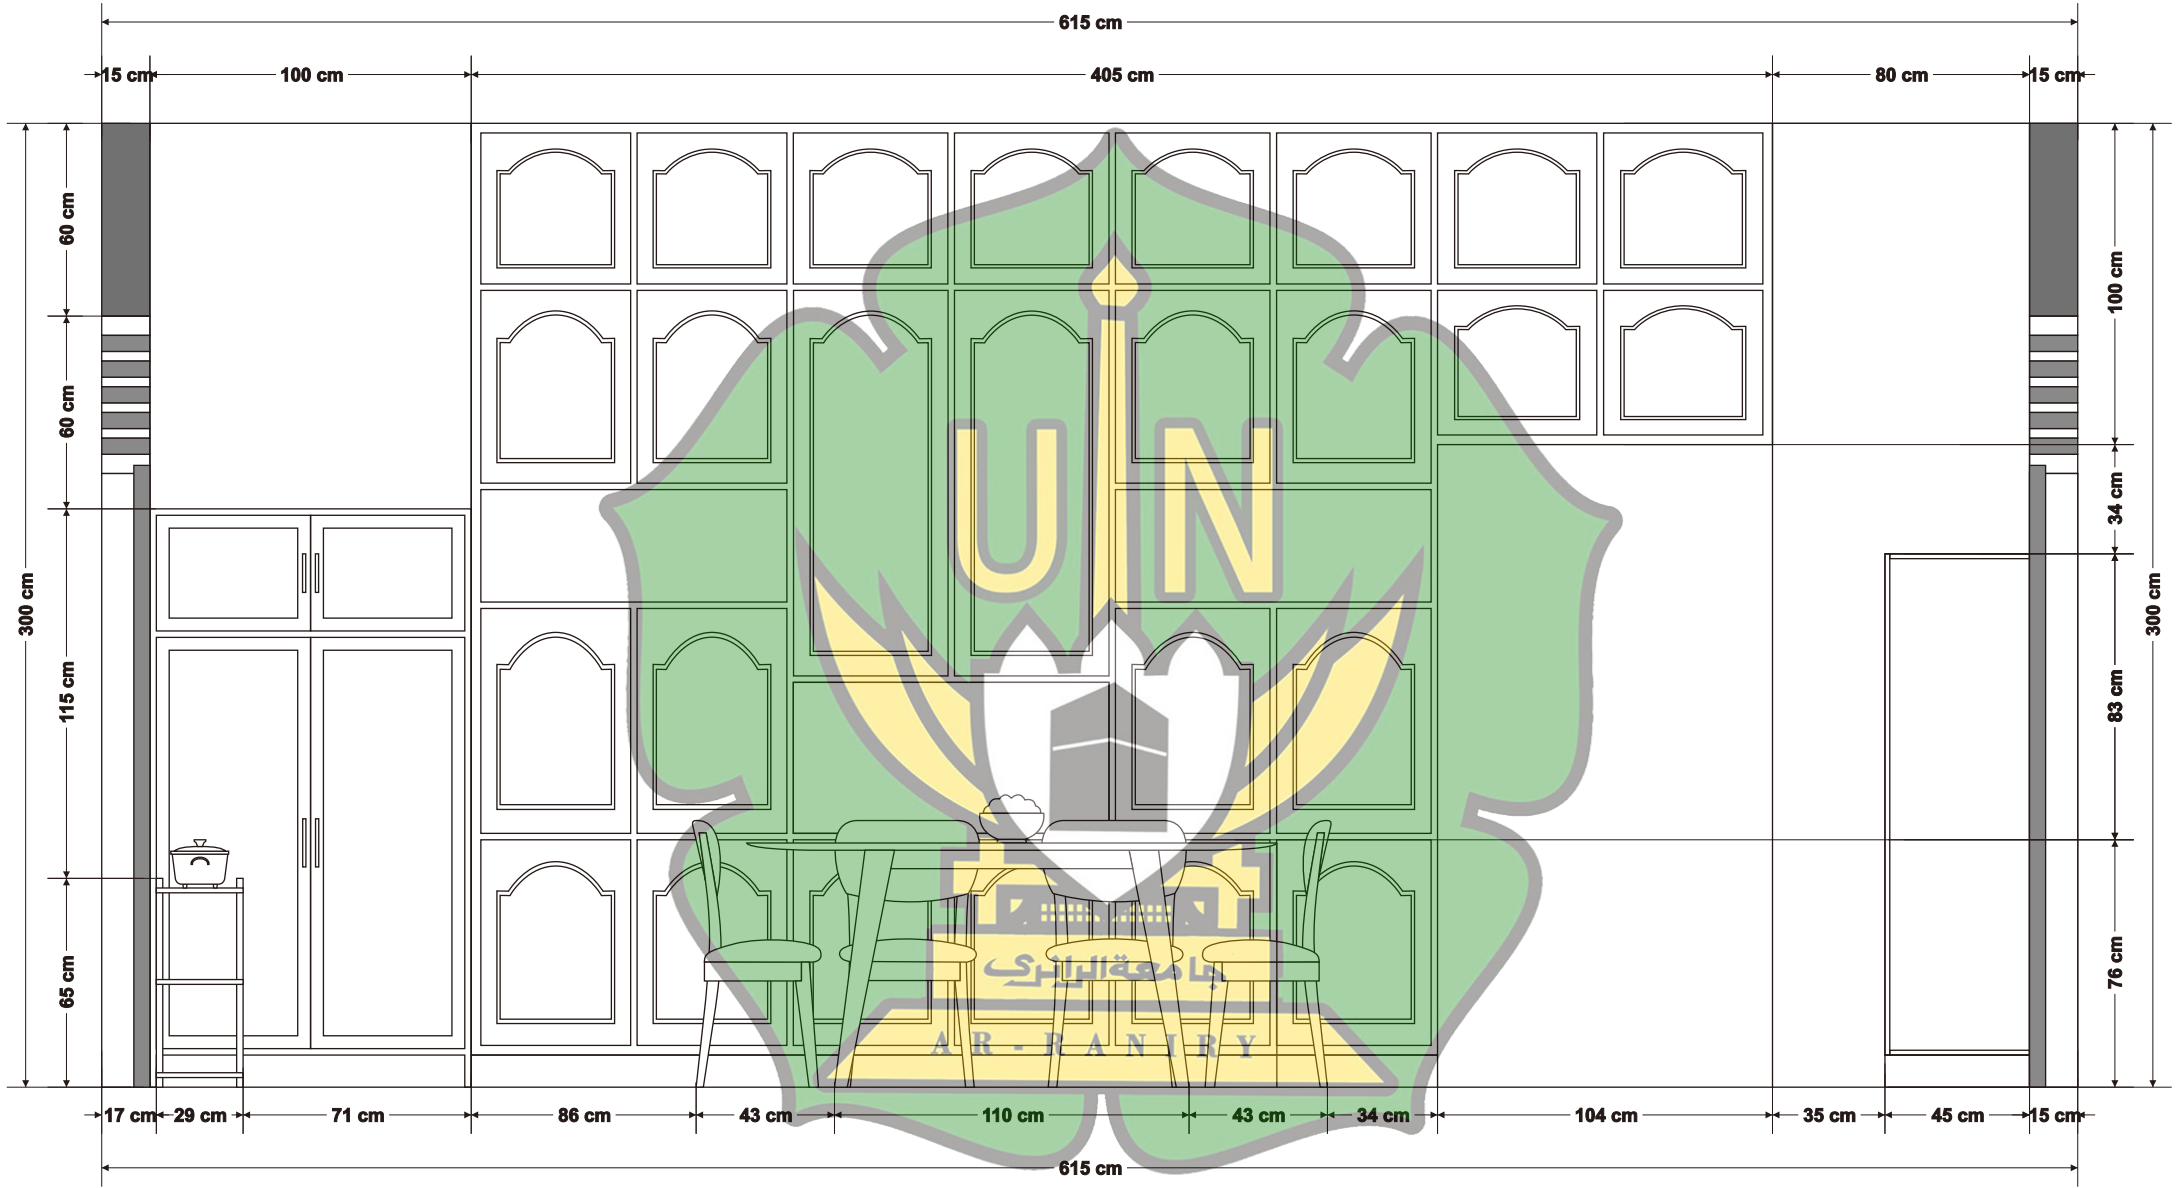 615 cm
15 cm 100 cm 405 cm 80 cm 15 cm
60 cm
60 cm
115 cm
65 cm
300 cm
UIN
جامعة الرانري
AR-RANIRY
100 cm
34 cm
83 cm
76 cm
300 cm
17 cm 29 cm 71 cm 86 cm 43 cm 110 cm 43 cm 34 cm 104 cm 35 cm 45 cm 15 cm
615 cm